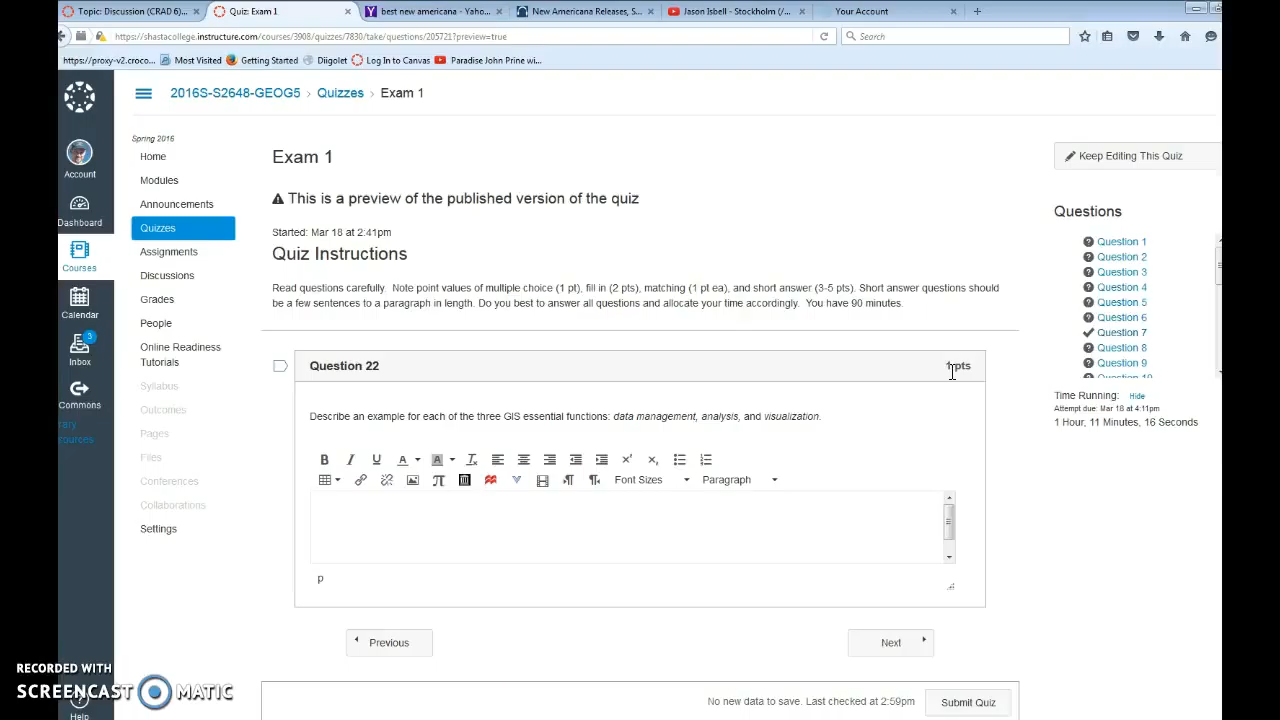 Topic: Discussion (CRAD 6)...
Quiz: Exam 1
best new americana - Yaho...
New Americana Releases, S...
Jason Isbell - Stockholm (/...
Your Account
https://shastacollege.instructure.com/courses/3908/quizzes/7830/take/questions/205721?preview=true
Search
https://proxy-v2.croco...
Most Visited
Getting Started
Diigolet
Log In to Canvas
Paradise John Prine wi...
2016S-S2648-GEOG5 › Quizzes › Exam 1
Account
Dashboard
Courses
Calendar
3
Inbox
Commons
rary
sources
Help
Spring 2016
Home
Modules
Announcements
Quizzes
Assignments
Discussions
Grades
People
Online Readiness
Tutorials
Syllabus
Outcomes
Pages
Files
Conferences
Collaborations
Settings
Exam 1
This is a preview of the published version of the quiz
Started: Mar 18 at 2:41pm
Quiz Instructions
Read questions carefully. Note point values of multiple choice (1 pt), fill in (2 pts), matching (1 pt ea), and short answer (3-5 pts). Short answer questions should
be a few sentences to a paragraph in length. Do you best to answer all questions and allocate your time accordingly. You have 90 minutes.
Question 22
pts
Describe an example for each of the three GIS essential functions: data management, analysis, and visualization.
B I U A A
Font Sizes
Paragraph
p
Previous
Next
No new data to save. Last checked at 2:59pm
Submit Quiz
Keep Editing This Quiz
Questions
Question 1
Question 2
Question 3
Question 4
Question 5
Question 6
Question 7
Question 8
Question 9
Question 10
Time Running: Hide
Attempt due: Mar 18 at 4:11pm
1 Hour, 11 Minutes, 16 Seconds
RECORDED WITH
SCREENCAST MATIC